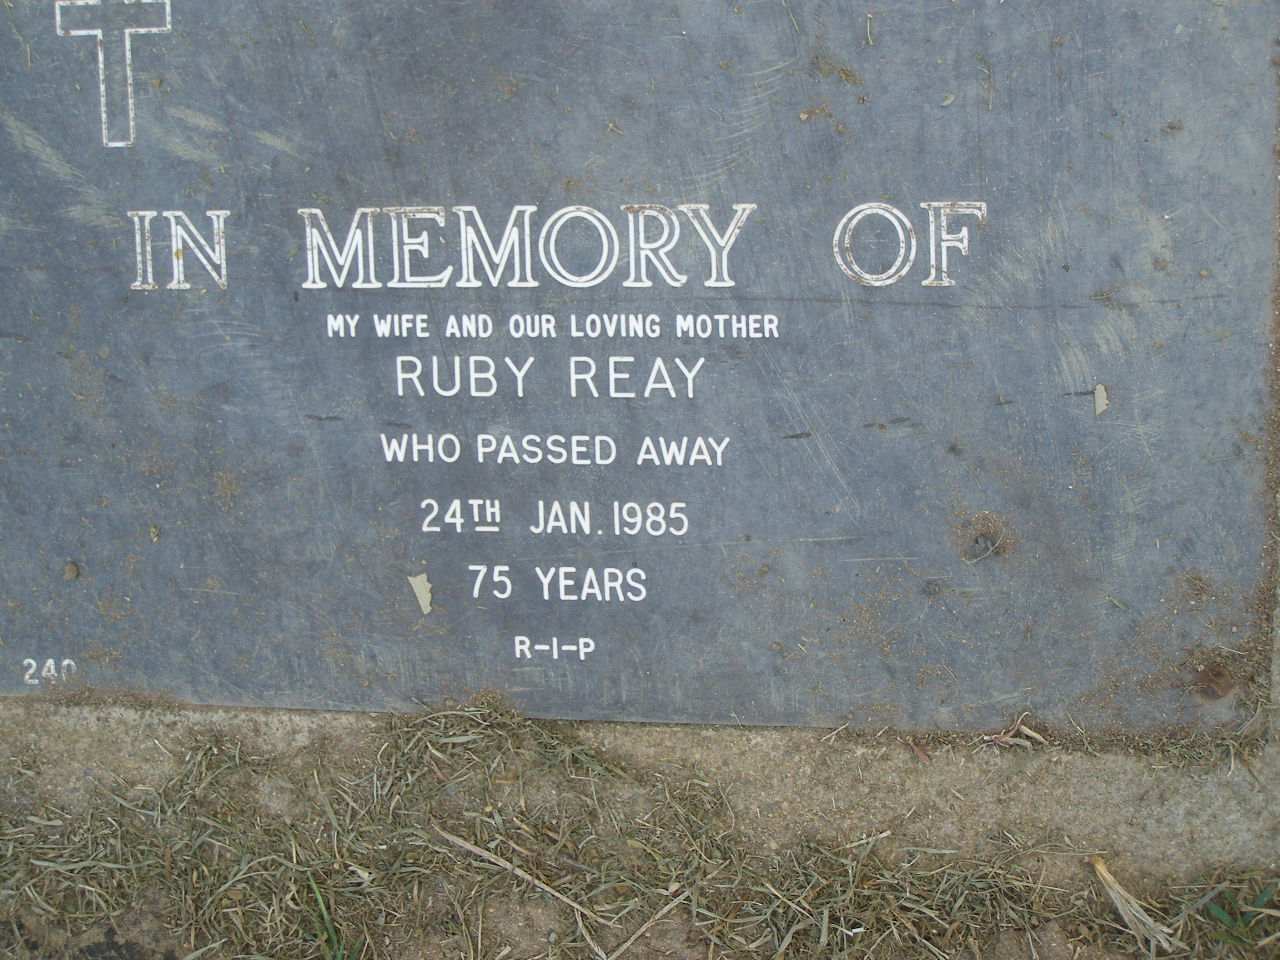 IN MEMORY OF
MY WIFE AND OUR LOVING MOTHER
RUBY REAY
WHO PASSED AWAY
24TH JAN. 1985
75 YEARS
R-I-P
240